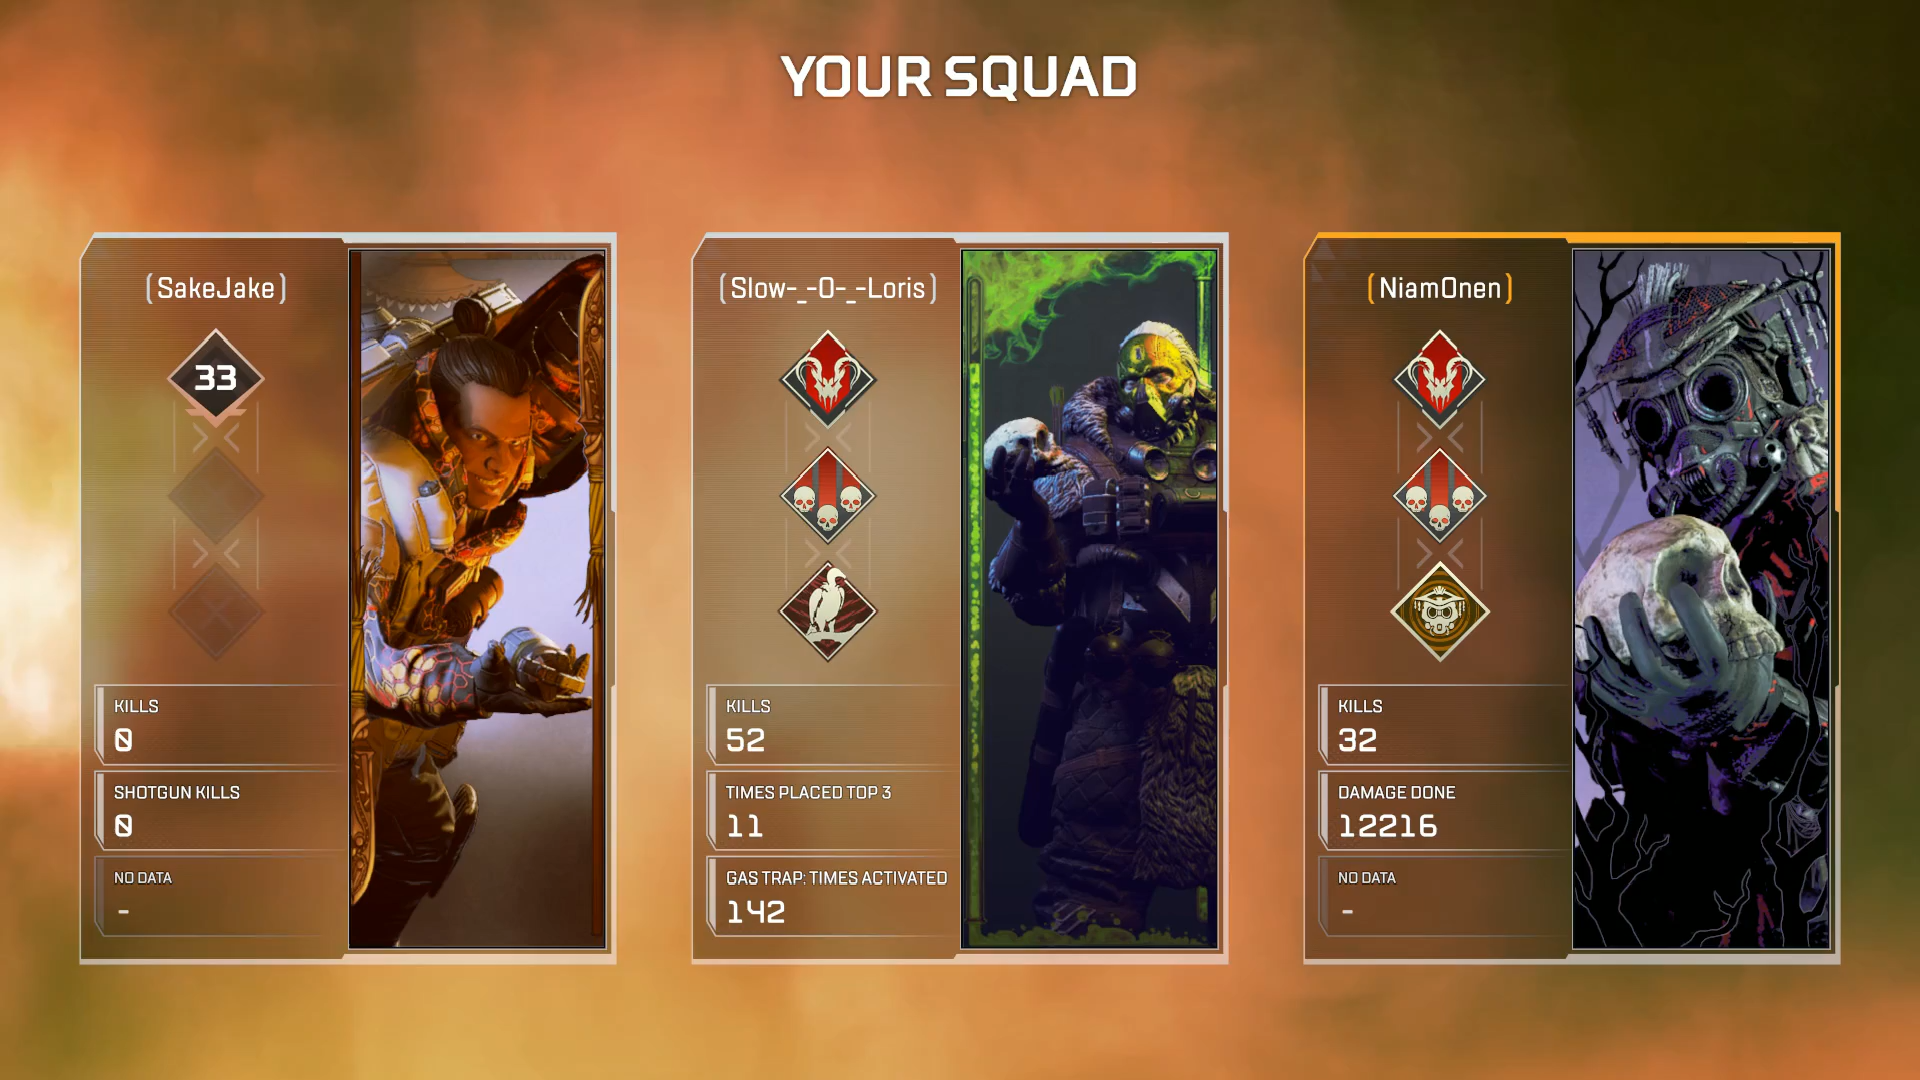 YOUR SQUAD
[SakeJake]
33
KILLS
0
SHOTGUN KILLS
0
NO DATA
-
[Slow-_-O-_-Loris]
KILLS
52
TIMES PLACED TOP 3
11
GAS TRAP: TIMES ACTIVATED
142
[NiamOnen]
KILLS
32
DAMAGE DONE
12216
NO DATA
-